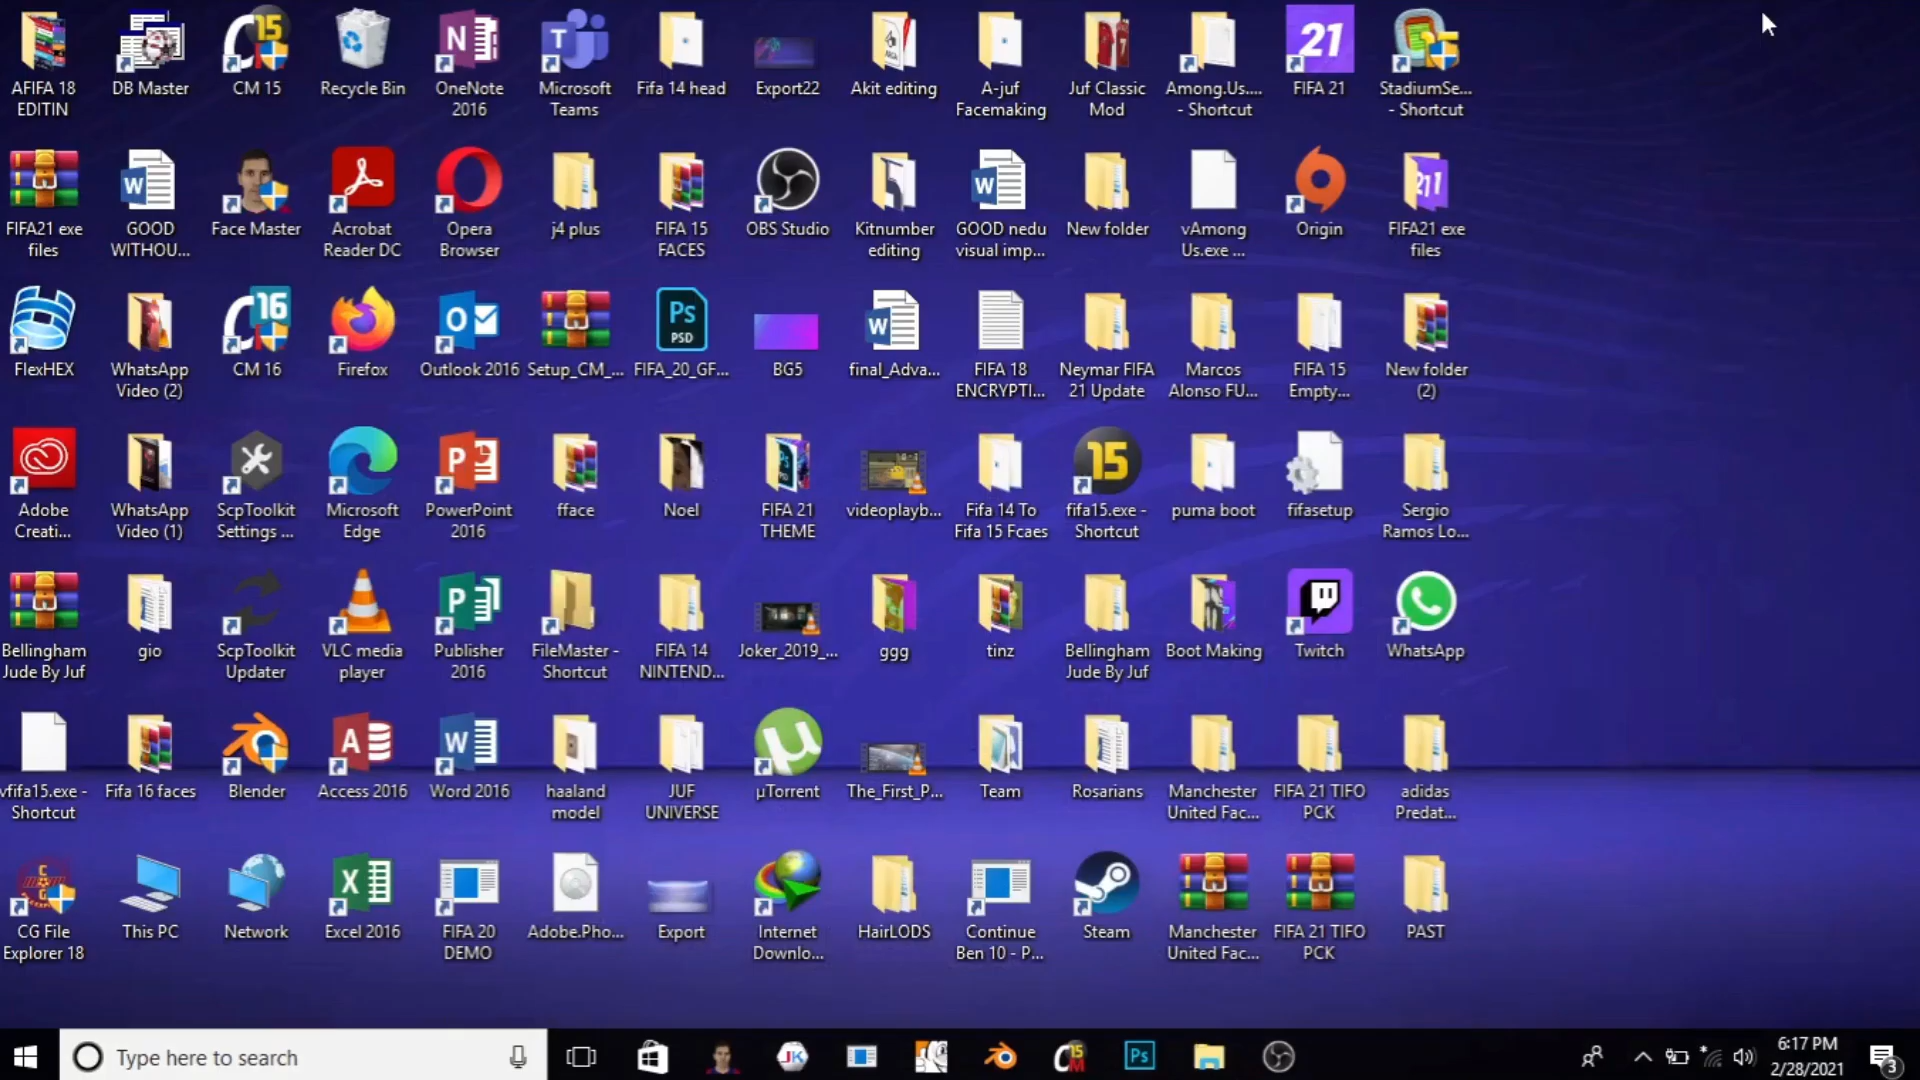 AFIFA 18
EDITIN
DB Master
CM 15
Recycle Bin
OneNote
2016
Microsoft
Teams
Fifa 14 head
Export22
Akit editing
A-juf
Facemaking
Juf Classic
Mod
Among.Us....
- Shortcut
FIFA 21
StadiumSe...
- Shortcut
FIFA21 exe
files
GOOD
WITHOU...
Face Master
Acrobat
Reader DC
Opera
Browser
j4 plus
FIFA 15
FACES
OBS Studio
Kitnumber
editing
GOOD nedu
visual imp...
New folder
vAmong
Us.exe ...
Origin
FIFA21 exe
files
FlexHEX
WhatsApp
Video (2)
CM 16
Firefox
Outlook 2016
Setup_CM_...
FIFA_20_GF...
BG5
final_Adva...
FIFA 18
ENCRYPTI...
Neymar FIFA
21 Update
Marcos
Alonso FU...
FIFA 15
Empty...
New folder
(2)
Adobe
Creati...
WhatsApp
Video (1)
ScpToolkit
Settings ...
Microsoft
Edge
PowerPoint
2016
fface
Noel
FIFA 21
THEME
videoplayb...
Fifa 14 To
Fifa 15 Fcaes
fifa15.exe -
Shortcut
puma boot
fifasetup
Sergio
Ramos Lo...
Bellingham
Jude By Juf
gio
ScpToolkit
Updater
VLC media
player
Publisher
2016
FileMaster -
Shortcut
FIFA 14
NINTEND...
Joker_2019_...
ggg
tinz
Bellingham
Jude By Juf
Boot Making
Twitch
WhatsApp
vfifa15.exe -
Shortcut
Fifa 16 faces
Blender
Access 2016
Word 2016
haaland
model
JUF
UNIVERSE
µTorrent
The_First_P...
Team
Rosarians
Manchester
United Fac...
FIFA 21 TIFO
PCK
adidas
Predat...
CG File
Explorer 18
This PC
Network
Excel 2016
FIFA 20
DEMO
Adobe.Pho...
Export
Internet
Downlo...
HairLODS
Continue
Ben 10 - P...
Steam
Manchester
United Fac...
FIFA 21 TIFO
PCK
PAST
Type here to search
6:17 PM
2/28/2021
3